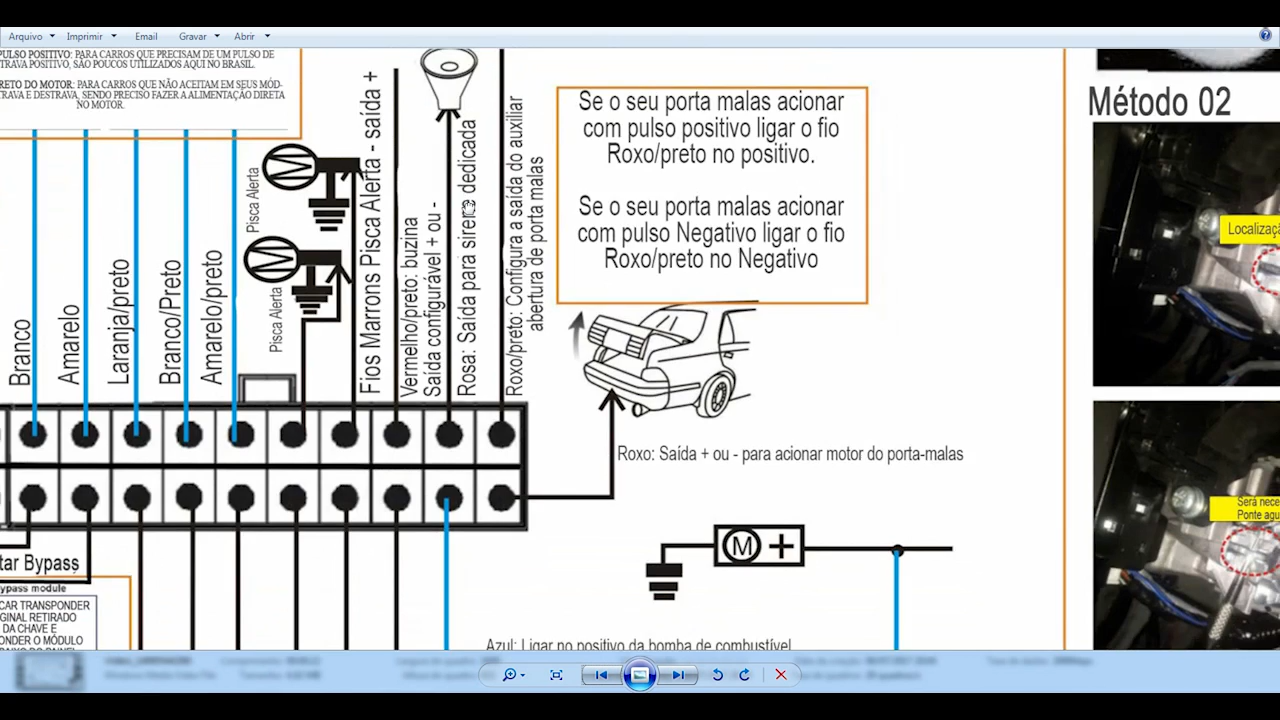 Arquivo Imprimir Email Gravar Abrir
PULSO POSITIVO: PARA CARROS QUE PRECISAM DE UM PULSO DE
TRAVA POSITIVO, SÃO POUCOS UTILIZADOS AQUI NO BRASIL.
RETO DO MOTOR: PARA CARROS QUE NÃO ACEITAM EM SEUS MÓD-
TRAVA E DESTRAVA, SENDO PRECISO FAZER A ALIMENTAÇÃO DIRETA
NO MOTOR.
Branco
Amarelo
Laranja/preto
Branco/Preto
Amarelo/preto
Pisca Alerta
Pisca Alerta
Fios Marrons Pisca Alerta - saída +
Vermelho/preto: buzina
Saída configurável + ou -
Rosa: Saída para sirene dedicada
Roxo/preto: Configura a saída do auxiliar
abertura de porta malas
Se o seu porta malas acionar
com pulso positivo ligar o fio
Roxo/preto no positivo.
Se o seu porta malas acionar
com pulso Negativo ligar o fio
Roxo/preto no Negativo
Roxo: Saída + ou - para acionar motor do porta-malas
M +
Azul: Ligar no positivo da bomba de combustível
tar Bypass
ypass module
CAR TRANSPONDER
GINAL RETIRADO
DA CHAVE E
ONDER O MÓDULO
Método 02
Localizaçã
Será nece
Ponte agu